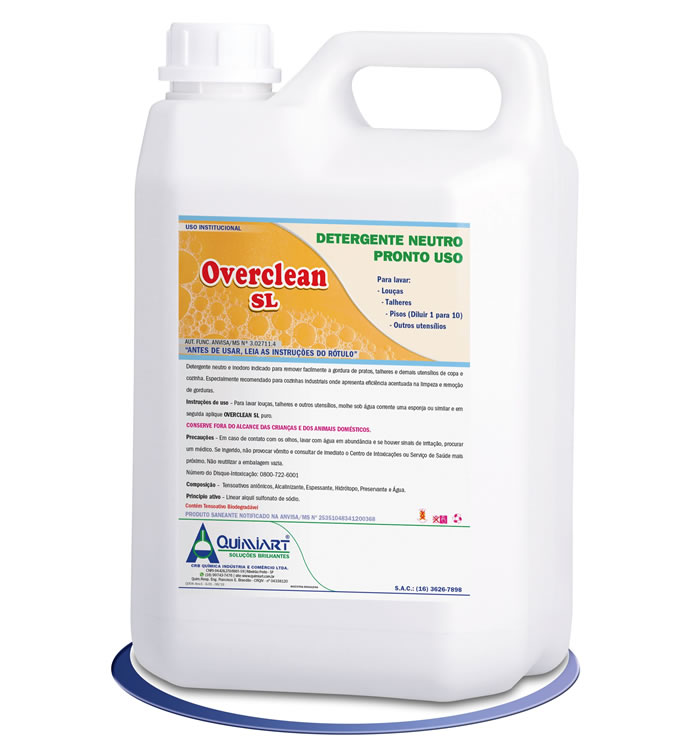 USO INSTITUCIONAL
DETERGENTE NEUTRO
PRONTO USO
Overclean
SL
Para lavar:
- Louças
- Talheres
- Pisos (Diluir 1 para 10)
- Outros utensílios
AUT. FUNC. ANVISA/MS Nº 3.02711.4
"ANTES DE USAR, LEIA AS INSTRUÇÕES DO RÓTULO"
Detergente neutro e inodoro indicado para remover facilmente a gordura de pratos, talheres e demais utensílios de copa e
cozinha. Especialmente recomendado para cozinhas industriais onde apresenta eficiência acentuada na limpeza e remoção
de gorduras.
Instruções de uso - Para lavar louças, talheres e outros utensílios, molhe sob água corrente uma esponja ou similar e em
seguida aplique OVERCLEAN SL puro.
CONSERVE FORA DO ALCANCE DAS CRIANÇAS E DOS ANIMAIS DOMÉSTICOS.
Precauções - Em caso de contato com os olhos, lavar com água em abundância e se houver sinais de irritação, procurar
um médico. Se ingerido, não provocar vômito e consultar de imediato o Centro de Intoxicações ou Serviço de Saúde mais
próximo. Não reutilizar a embalagem vazia.
Número do Disque-Intoxicação: 0800-722-6001
Composição - Tensoativos aniônicos, Alcalinizante, Espessante, Hidrótopo, Preservante e Água.
Princípio ativo - Linear alquil sulfonato de sódio.
Contém Tensoativo Biodegradável
PRODUTO SANEANTE NOTIFICADO NA ANVISA/MS Nº 25351048341200368
QUIMIART®
SOLUÇÕES BRILHANTES
CRB QUÍMICA INDÚSTRIA E COMÉRCIO LTDA.
INDÚSTRIA BRASILEIRA
S.A.C.: (16) 3626-7898